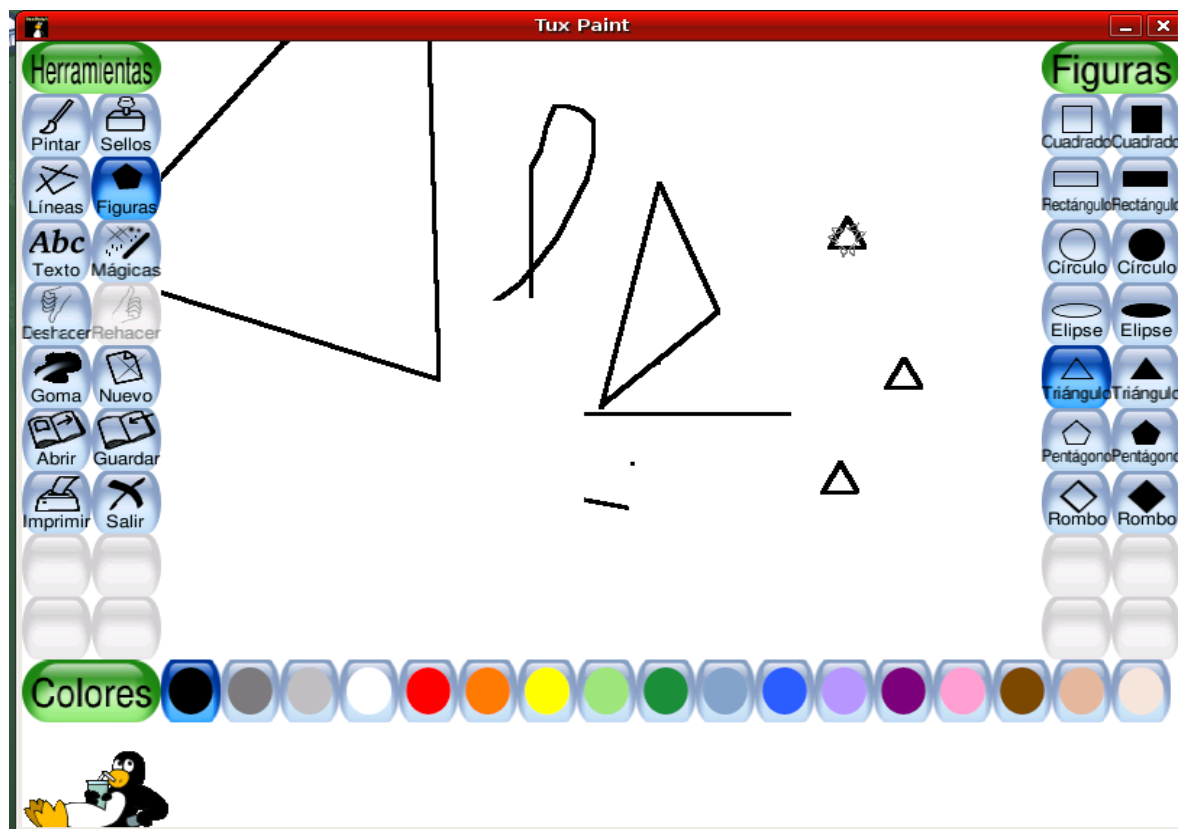 Tux Paint
Herramientas
Pintar Sellos
Líneas Figuras
Abc
Texto Mágicas
Deshacer Rehacer
Goma Nuevo
Abrir Guardar
Imprimir Salir
Figuras
Cuadrado Cuadrado
Rectángulo Rectángulo
Círculo Círculo
Elipse Elipse
Triángulo Triángulo
Pentágono Pentágono
Rombo Rombo
Colores